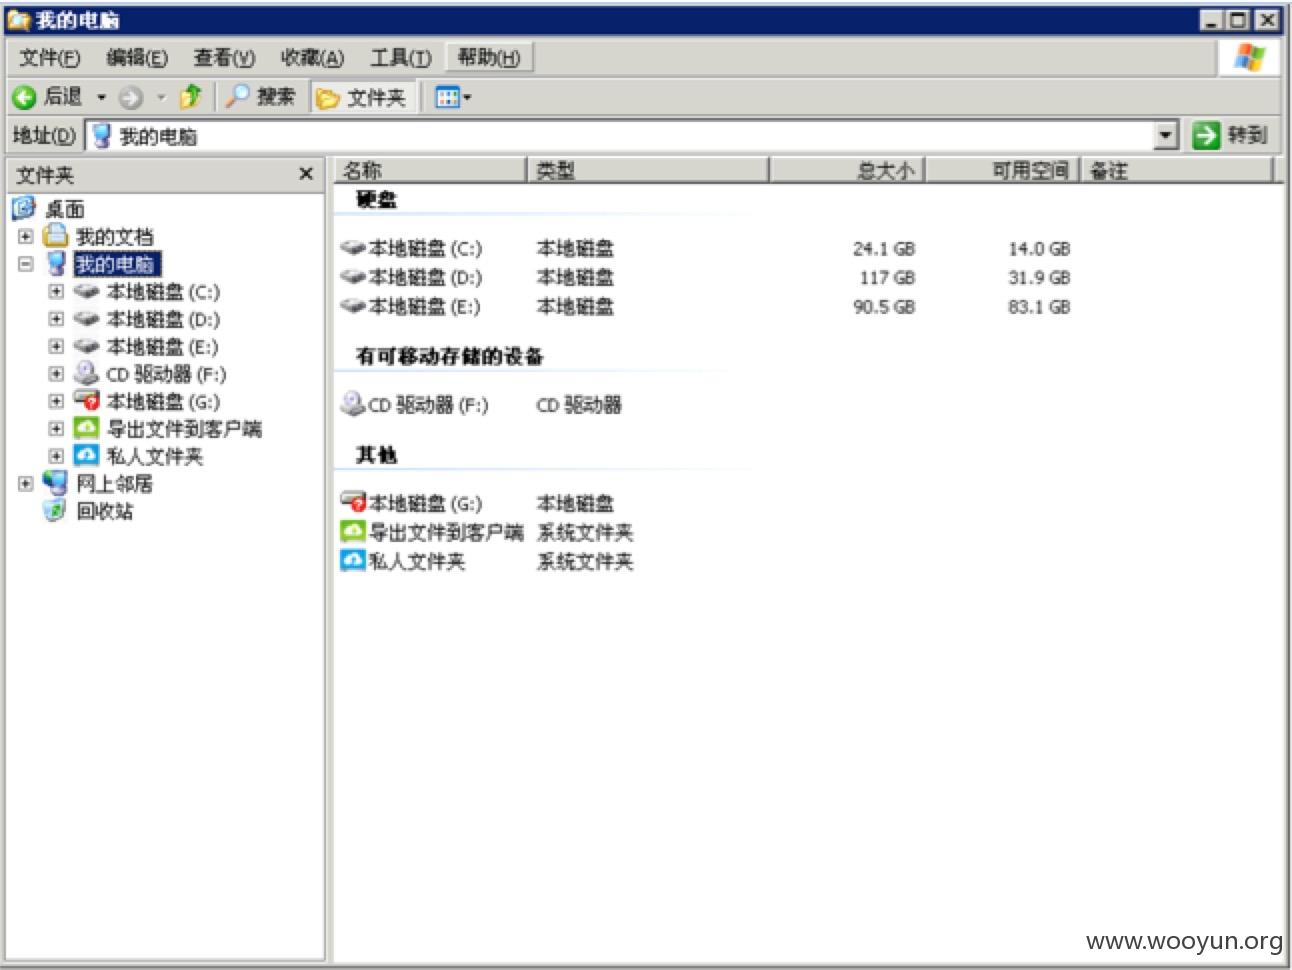 我的电脑
文件(F) 编辑(E) 查看(V) 收藏(A) 工具(T) 帮助(H)
后退 搜索 文件夹
地址(D) 我的电脑 转到
文件夹
桌面
我的文档
我的电脑
本地磁盘 (C:)
本地磁盘 (D:)
本地磁盘 (E:)
CD 驱动器 (F:)
本地磁盘 (G:)
导出文件到客户端
私人文件夹
网上邻居
回收站
名称 类型 总大小 可用空间 备注
硬盘
本地磁盘 (C:) 本地磁盘 24.1 GB 14.0 GB
本地磁盘 (D:) 本地磁盘 117 GB 31.9 GB
本地磁盘 (E:) 本地磁盘 90.5 GB 83.1 GB
有可移动存储的设备
CD 驱动器 (F:) CD 驱动器
其他
本地磁盘 (G:) 本地磁盘
导出文件到客户端 系统文件夹
私人文件夹 系统文件夹
www.wooyun.org